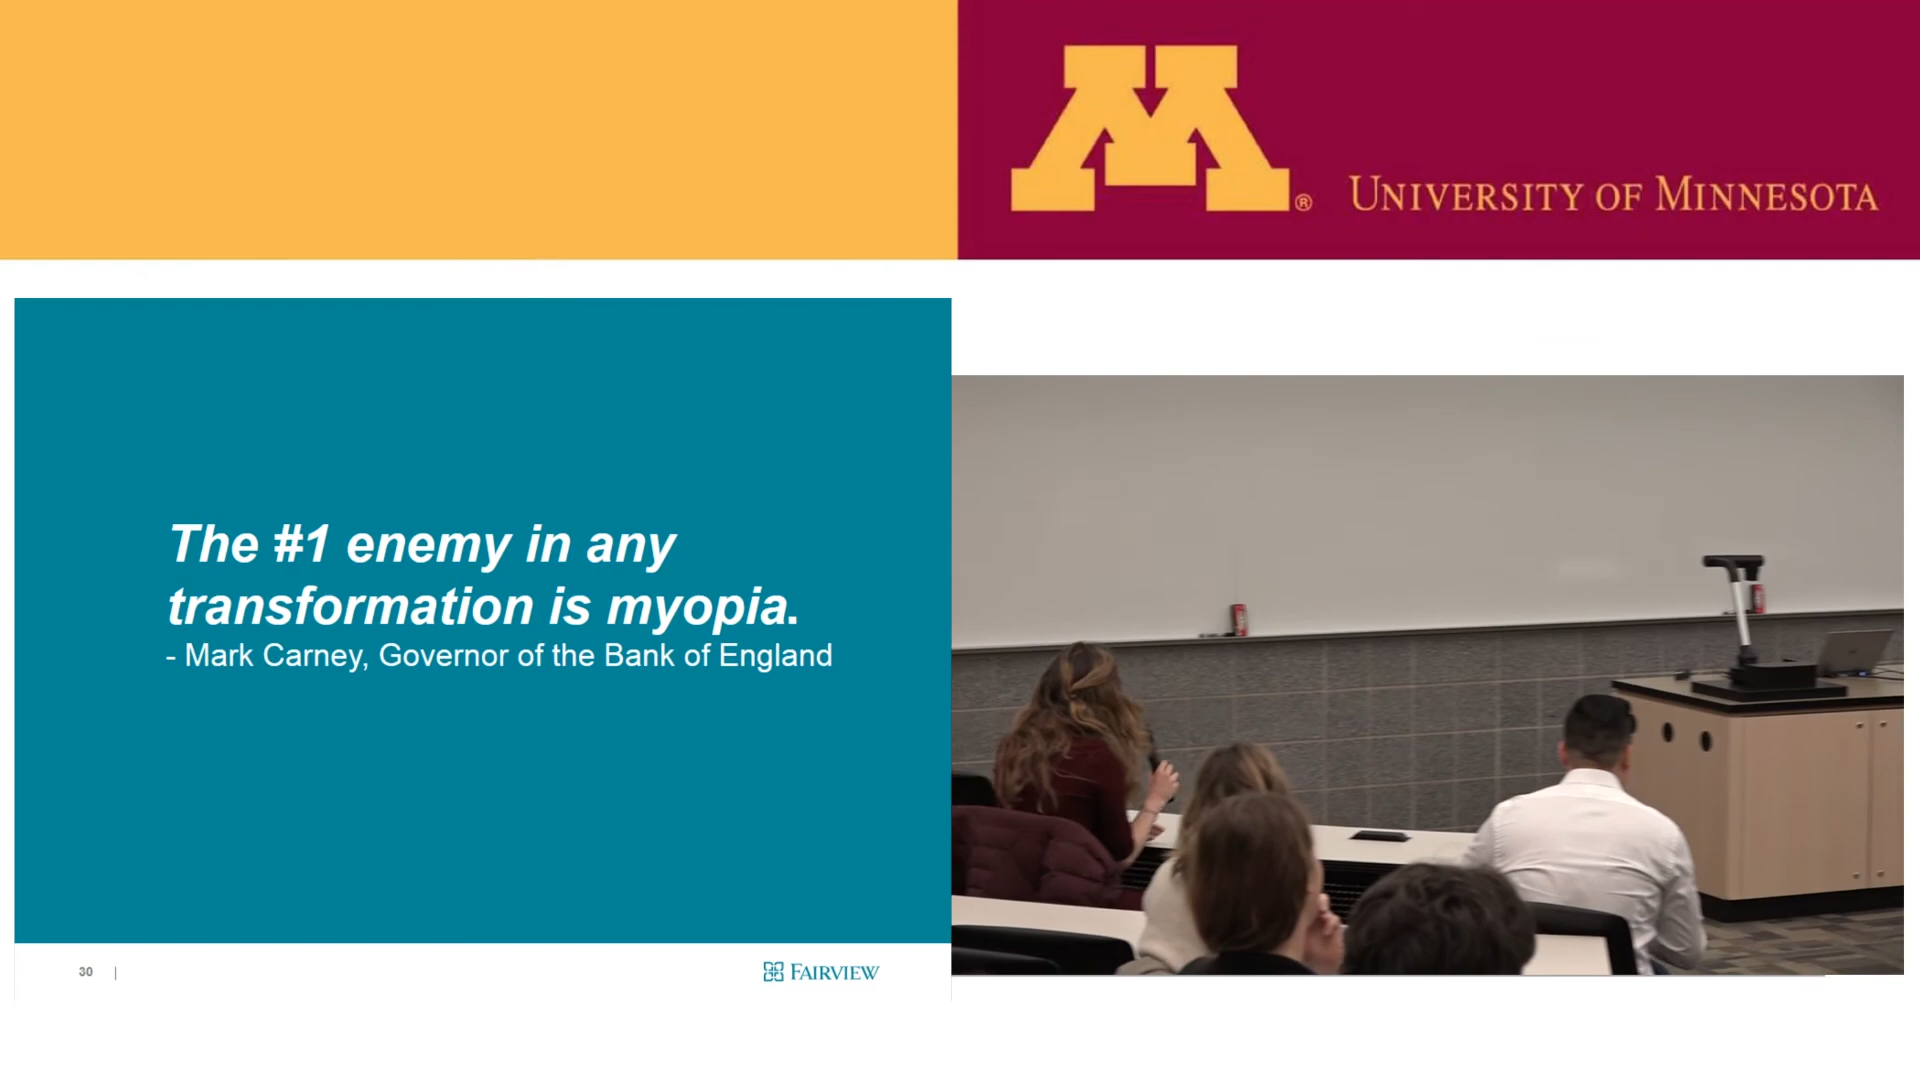 M®
UNIVERSITY OF MINNESOTA
The #1 enemy in any
transformation is myopia.
- Mark Carney, Governor of the Bank of England
30 |
FAIRVIEW